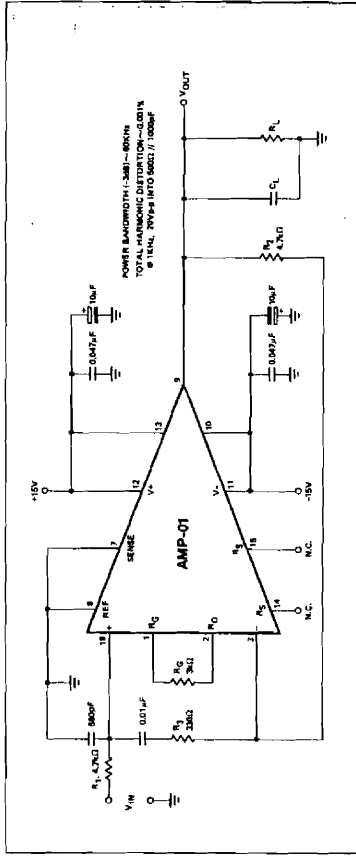 POWER BANDWIDTH (-3dB)~60KHz
TOTAL HARMONIC DISTORTION~0.001%
@ 1KHz, 20Vp-p INTO 500Ω // 1000pF
+15V
0.047µF
10µF
+
VOUT
RL
CL
R2
4.7kΩ
9
13
12
V+
7
SENSE
8
REF
18
+
AMP-01
RG
1
RG
2
3
−
RG
3kΩ
V−
11
10
RS
15
RS
14
10µF
+
0.047µF
−15V
N.C.
N.C.
680pF
0.01µF
R3
330Ω
R1, 4.7kΩ
VIN